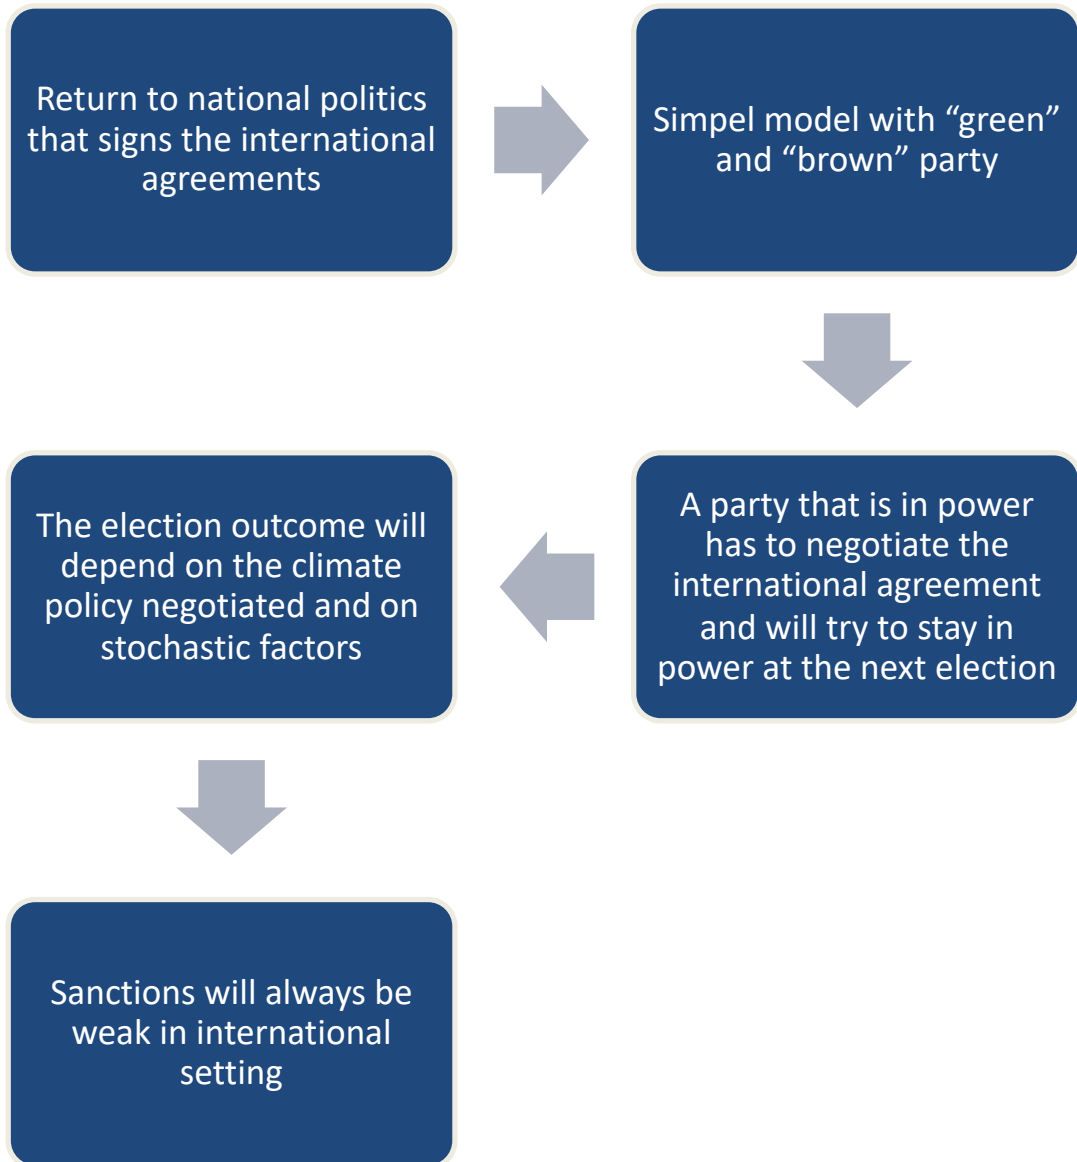 Return to national politics
that signs the international
agreements
Simpel model with “green”
and “brown” party
A party that is in power
has to negotiate the
international agreement
and will try to stay in
power at the next election
The election outcome will
depend on the climate
policy negotiated and on
stochastic factors
Sanctions will always be
weak in international
setting